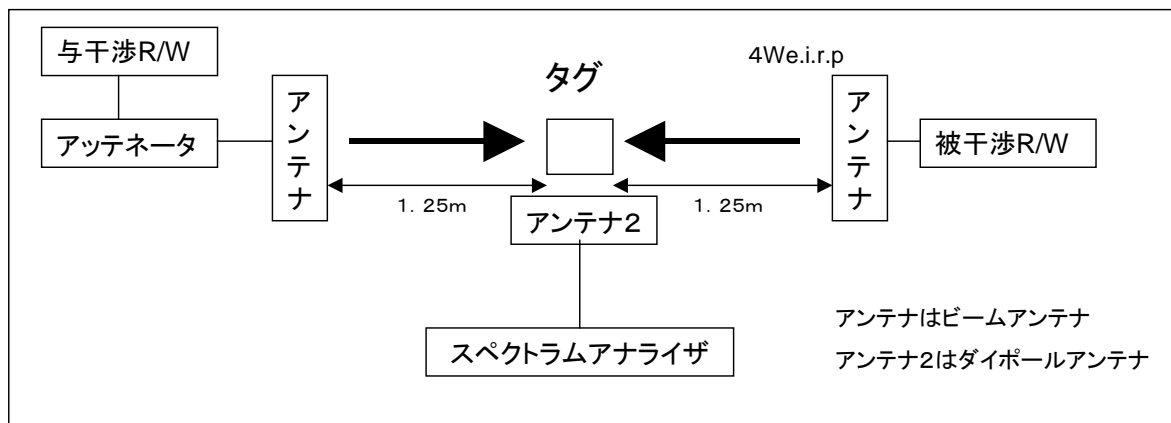 与干渉R/W
アッテネータ
アンテナ
タグ
4We.i.r.p
アンテナ
被干渉R/W
1．25m
1．25m
アンテナ2
スペクトラムアナライザ
アンテナはビームアンテナ
アンテナ2はダイポールアンテナ